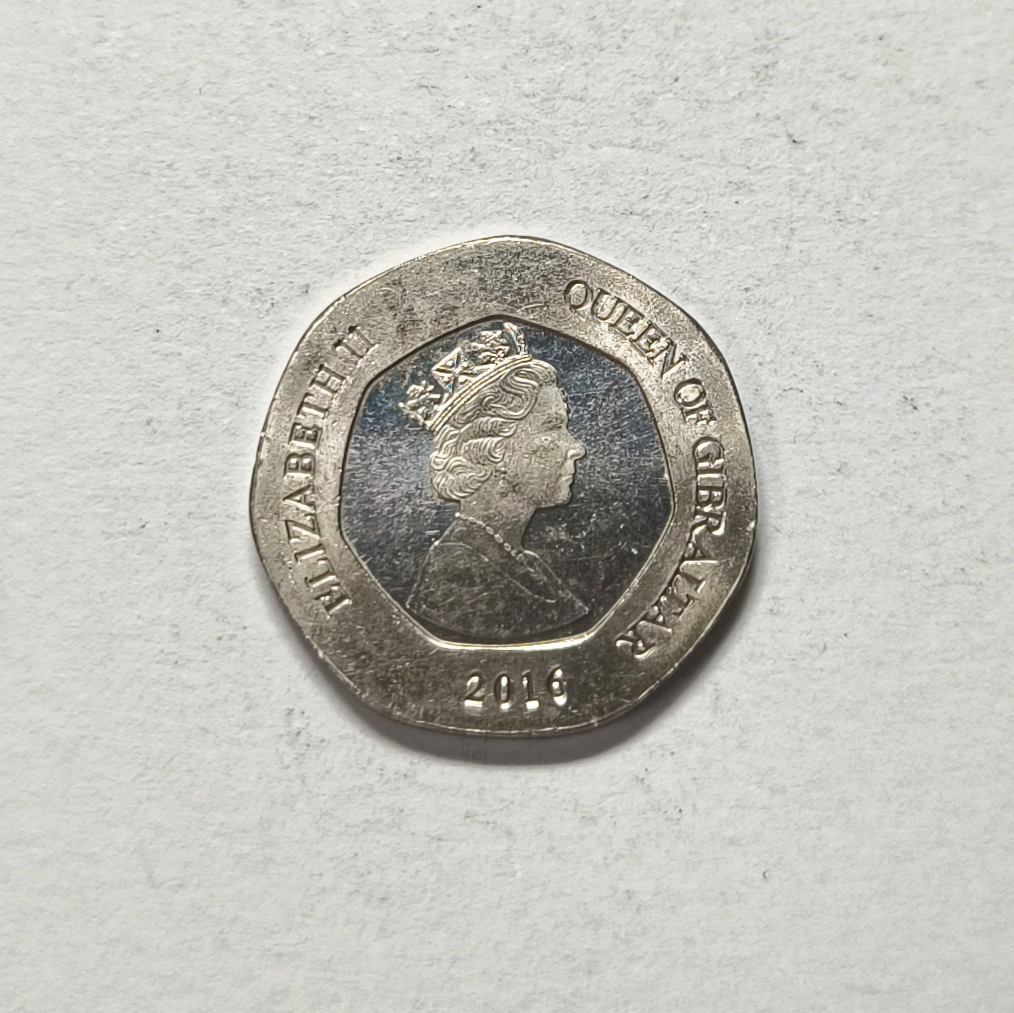 ELIZABETH II
QUEEN OF GIBRALTAR
2016